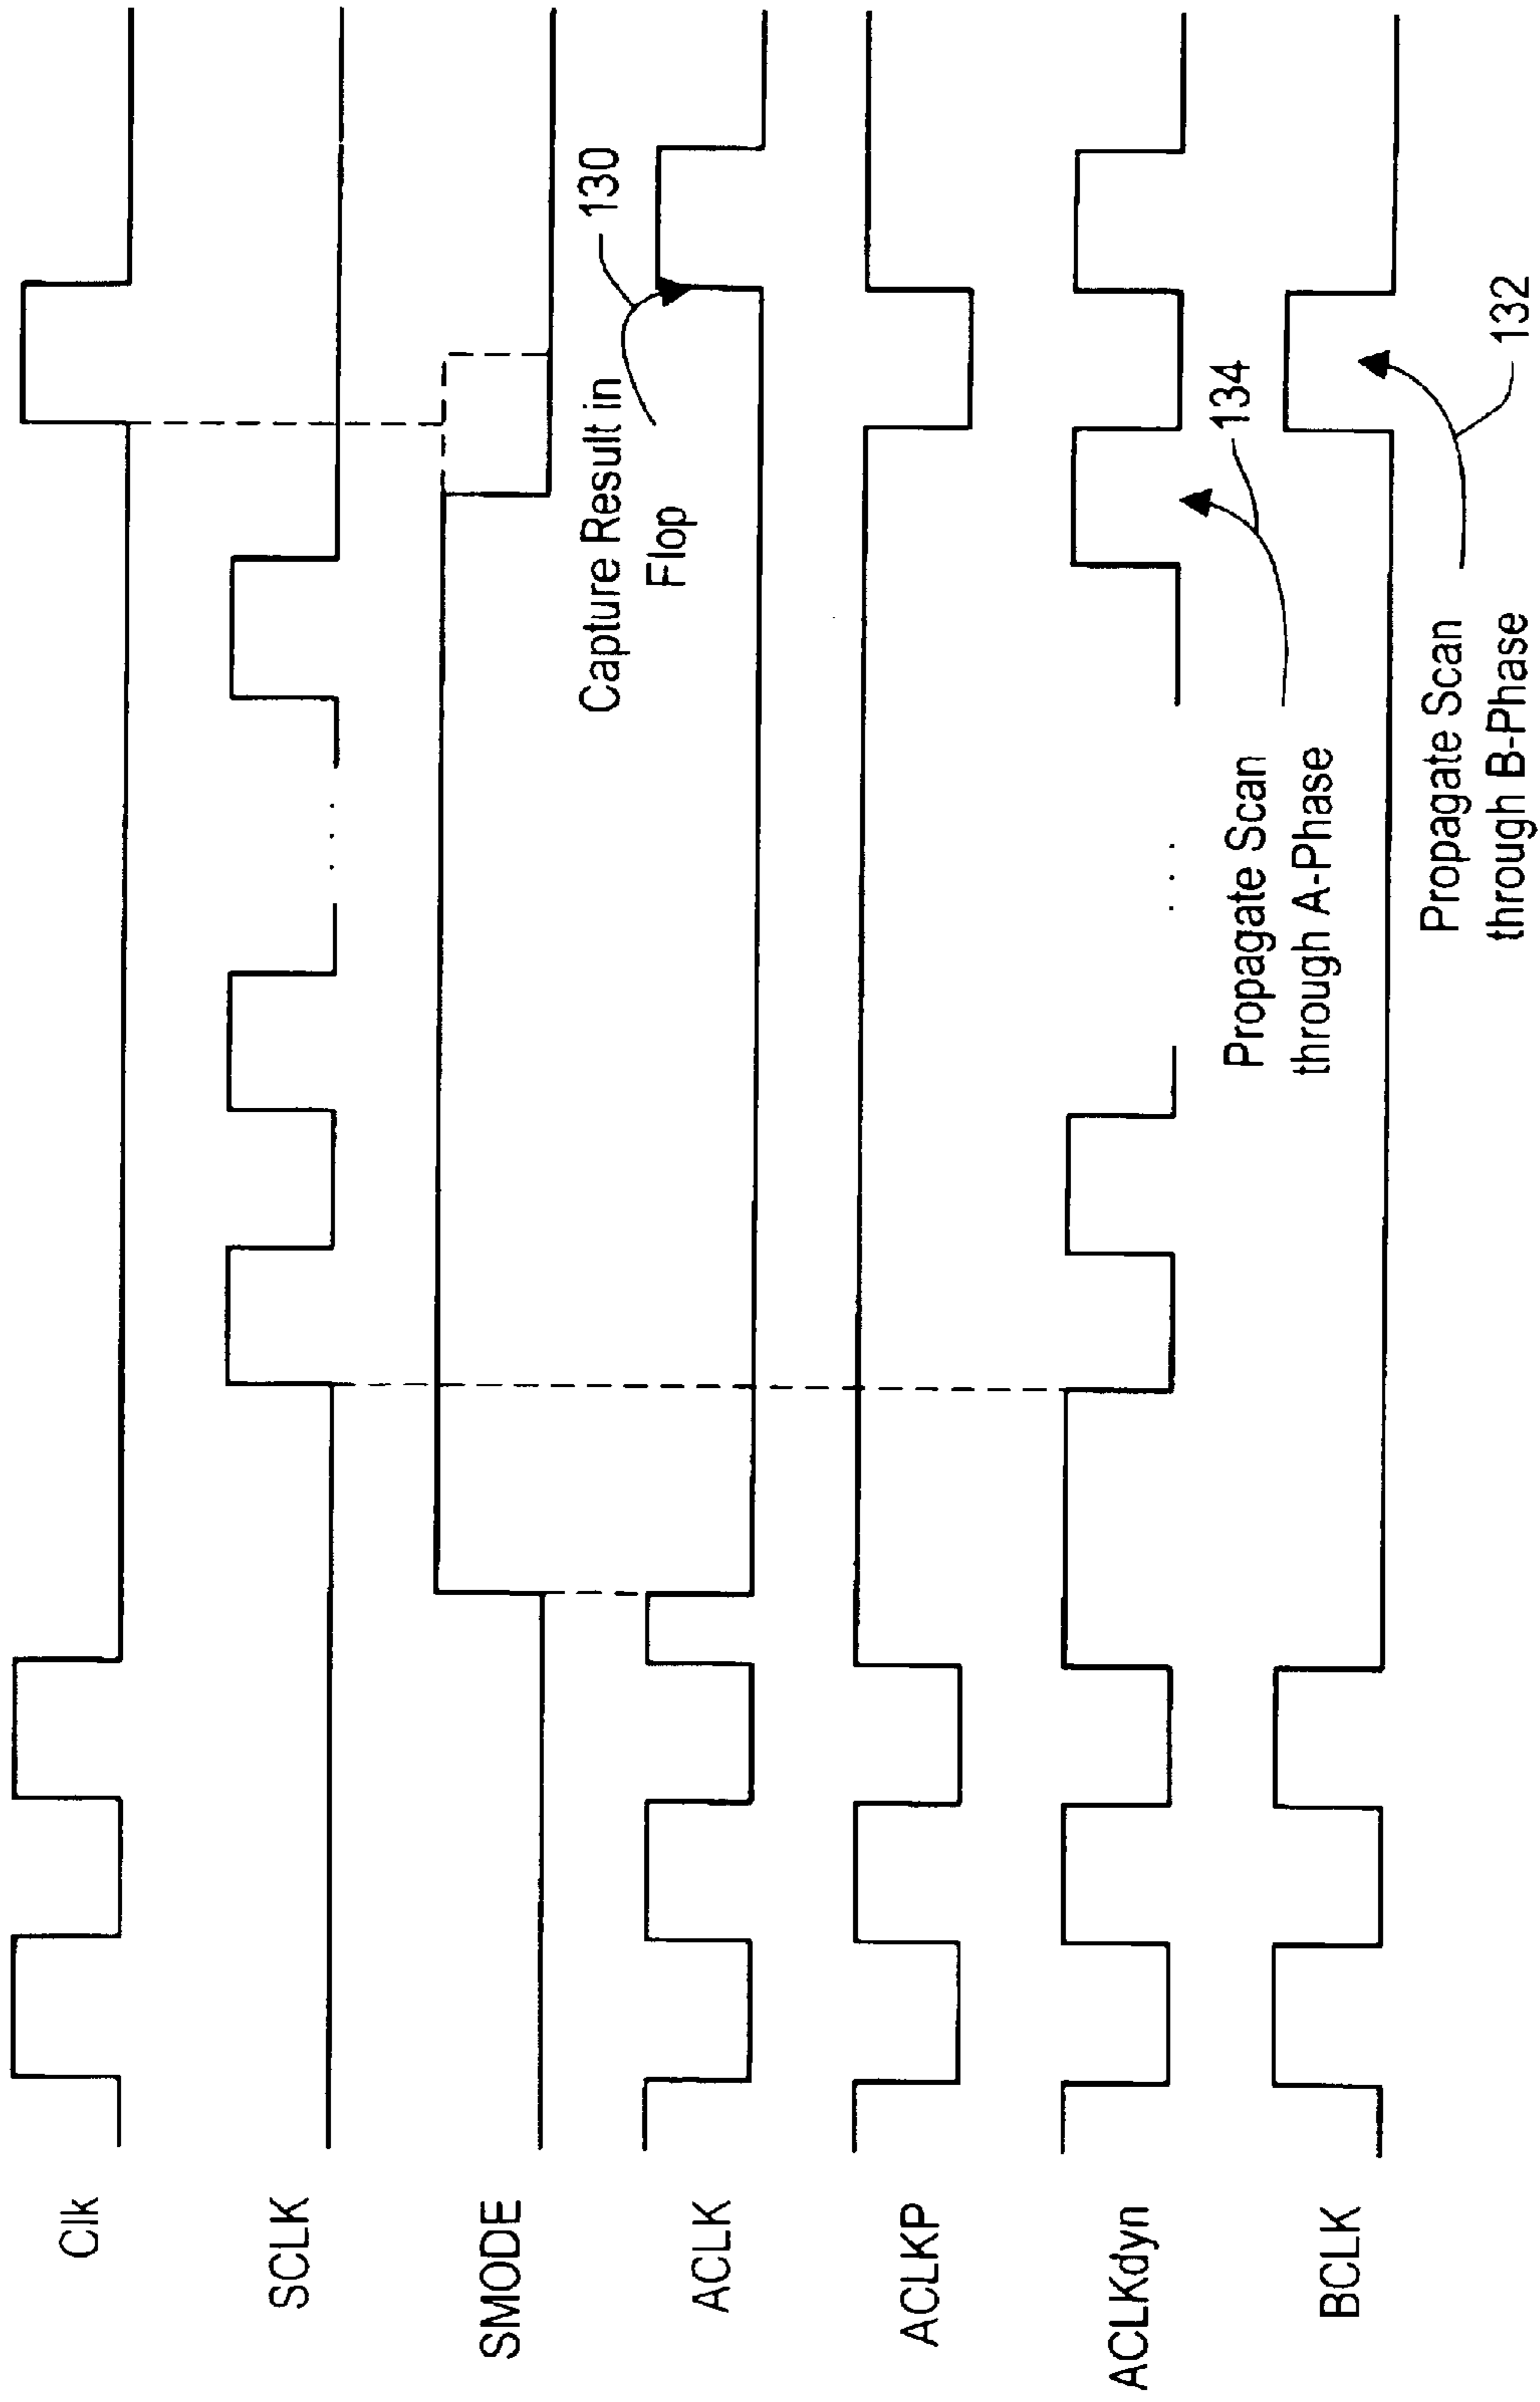 Clk
SCLK
SMODE
ACLK
ACLKP
ACLKdyn
BCLK
Capture Result in
Flop
130
Propagate Scan
through A-Phase
134
Propagate Scan
through B-Phase
132